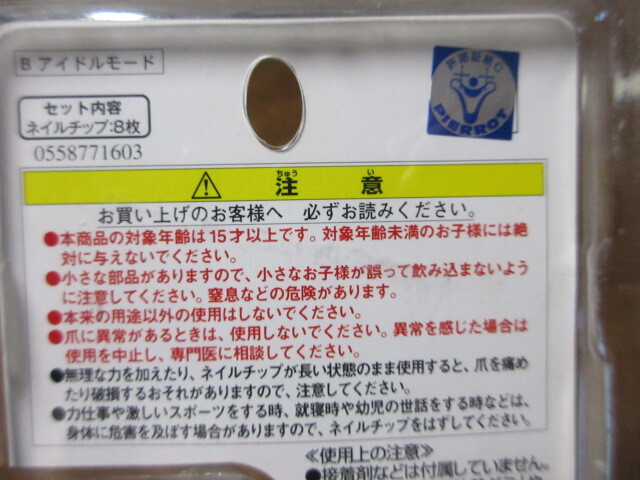 B アイドルモード
セット内容
ネイルチップ:8枚
0558771603
許諾証紙C
PIERROT
ちゅう い
注 意
お買い上げのお客様へ 必ずお読みください。
●本商品の対象年齢は15才以上です。対象年齢未満のお子様には絶
対に与えないでください。
●小さな部品がありますので、小さなお子様が誤って飲み込まないよう
に注意してください。窒息などの危険があります。
●本来の用途以外の使用はしないでください。
●爪に異常があるときは、使用しないでください。異常を感じた場合は
使用を中止し、専門医に相談してください。
●無理な力を加えたり、ネイルチップが長い状態のまま使用すると、爪を痛め
たり破損するおそれがありますので、注意してください。
●力仕事や激しいスポーツをする時、就寝時や幼児の世話をする時などは、
身体に危害を及ぼす場合がありますので、ネイルチップをはずしてください。
≪使用上の注意≫
●接着剤などは付属していません。